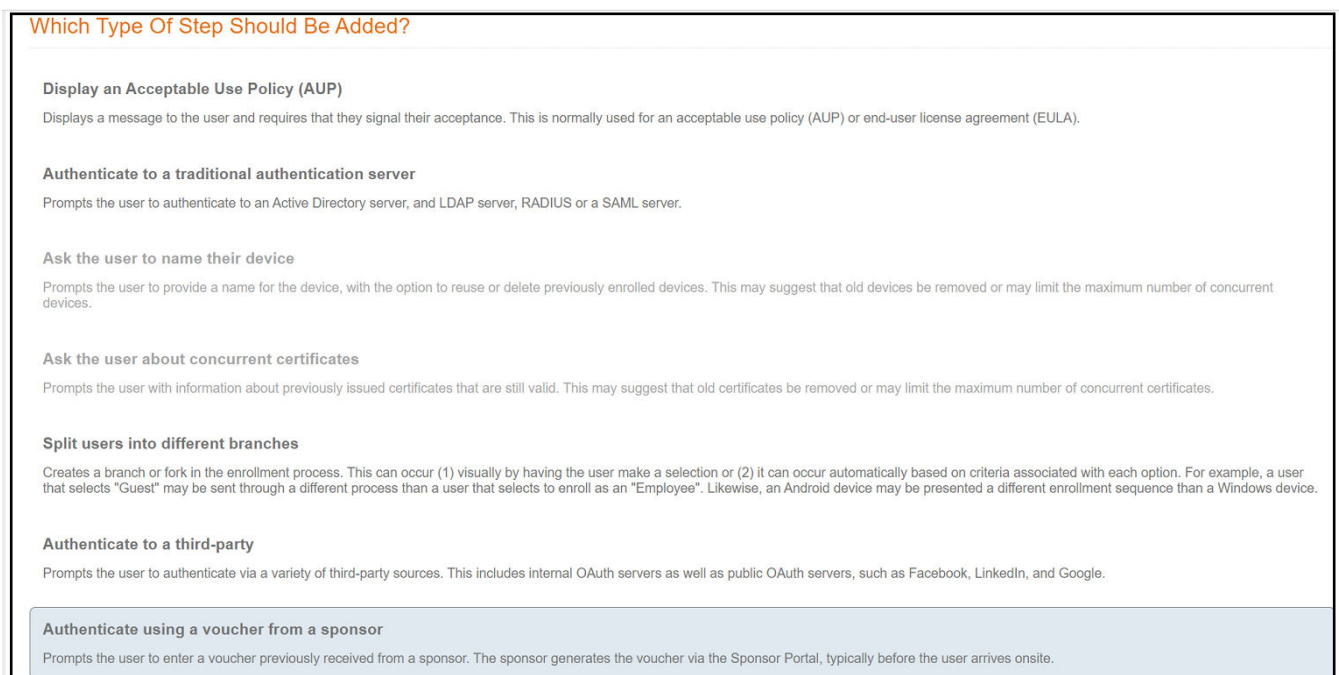 Which Type Of Step Should Be Added?
Display an Acceptable Use Policy (AUP)
Displays a message to the user and requires that they signal their acceptance. This is normally used for an acceptable use policy (AUP) or end-user license agreement (EULA).
Authenticate to a traditional authentication server
Prompts the user to authenticate to an Active Directory server, and LDAP server, RADIUS or a SAML server.
Ask the user to name their device
Prompts the user to provide a name for the device, with the option to reuse or delete previously enrolled devices. This may suggest that old devices be removed or may limit the maximum number of concurrent
devices.
Ask the user about concurrent certificates
Prompts the user with information about previously issued certificates that are still valid. This may suggest that old certificates be removed or may limit the maximum number of concurrent certificates.
Split users into different branches
Creates a branch or fork in the enrollment process. This can occur (1) visually by having the user make a selection or (2) it can occur automatically based on criteria associated with each option. For example, a user
that selects "Guest" may be sent through a different process than a user that selects to enroll as an "Employee". Likewise, an Android device may be presented a different enrollment sequence than a Windows device.
Authenticate to a third-party
Prompts the user to authenticate via a variety of third-party sources. This includes internal OAuth servers as well as public OAuth servers, such as Facebook, LinkedIn, and Google.
Authenticate using a voucher from a sponsor
Prompts the user to enter a voucher previously received from a sponsor. The sponsor generates the voucher via the Sponsor Portal, typically before the user arrives onsite.